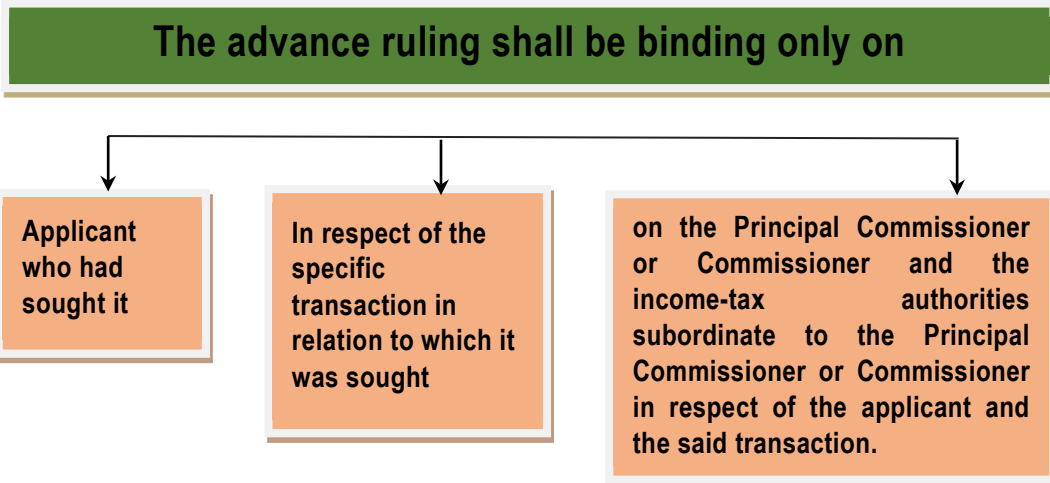 The advance ruling shall be binding only on
Applicant
who had
sought it
In respect of the
specific
transaction in
relation to which it
was sought
on the Principal Commissioner
or Commissioner and the
income-tax authorities
subordinate to the Principal
Commissioner or Commissioner
in respect of the applicant and
the said transaction.